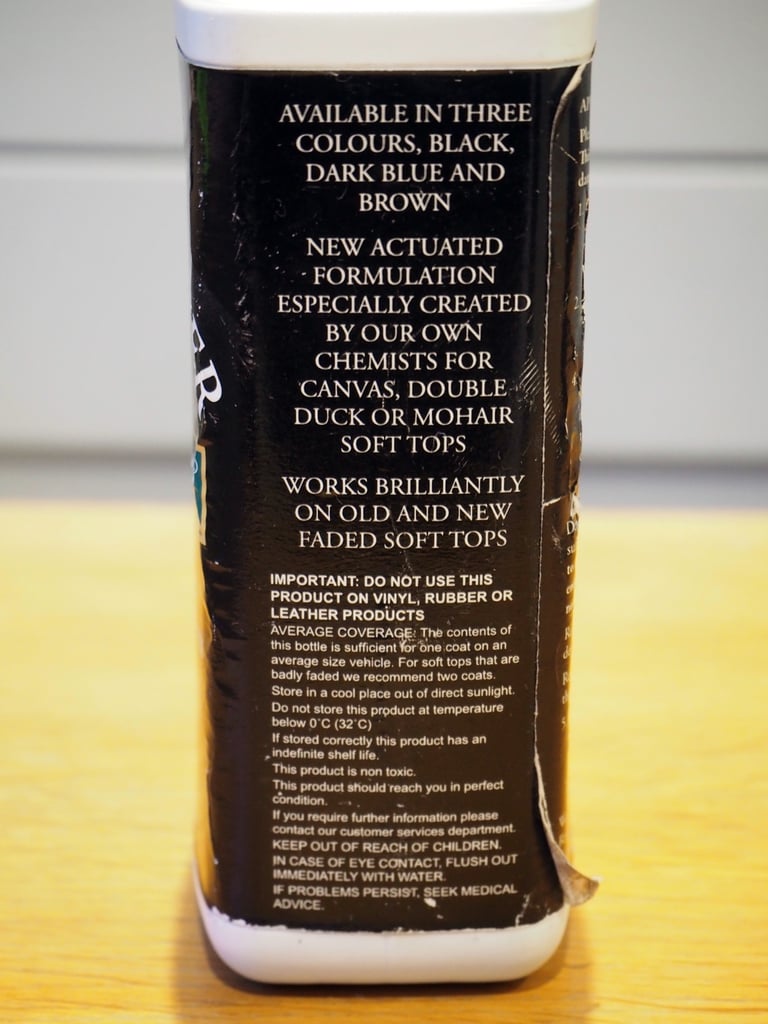 AVAILABLE IN THREE
COLOURS, BLACK,
DARK BLUE AND
BROWN
NEW ACTUATED
FORMULATION
ESPECIALLY CREATED
BY OUR OWN
CHEMISTS FOR
CANVAS, DOUBLE
DUCK OR MOHAIR
SOFT TOPS
WORKS BRILLIANTLY
ON OLD AND NEW
FADED SOFT TOPS
IMPORTANT: DO NOT USE THIS
PRODUCT ON VINYL, RUBBER OR
LEATHER PRODUCTS
AVERAGE COVERAGE: The contents of
this bottle is sufficient for one coat on an
average size vehicle. For soft tops that are
badly faded we recommend two coats.
Store in a cool place out of direct sunlight.
Do not store this product at temperature
below 0°C (32°C)
If stored correctly this product has an
indefinite shelf life.
This product is non toxic.
This product should reach you in perfect
condition.
If you require further information please
contact our customer services department.
KEEP OUT OF REACH OF CHILDREN.
IN CASE OF EYE CONTACT, FLUSH OUT
IMMEDIATELY WITH WATER.
IF PROBLEMS PERSIST, SEEK MEDICAL
ADVICE.